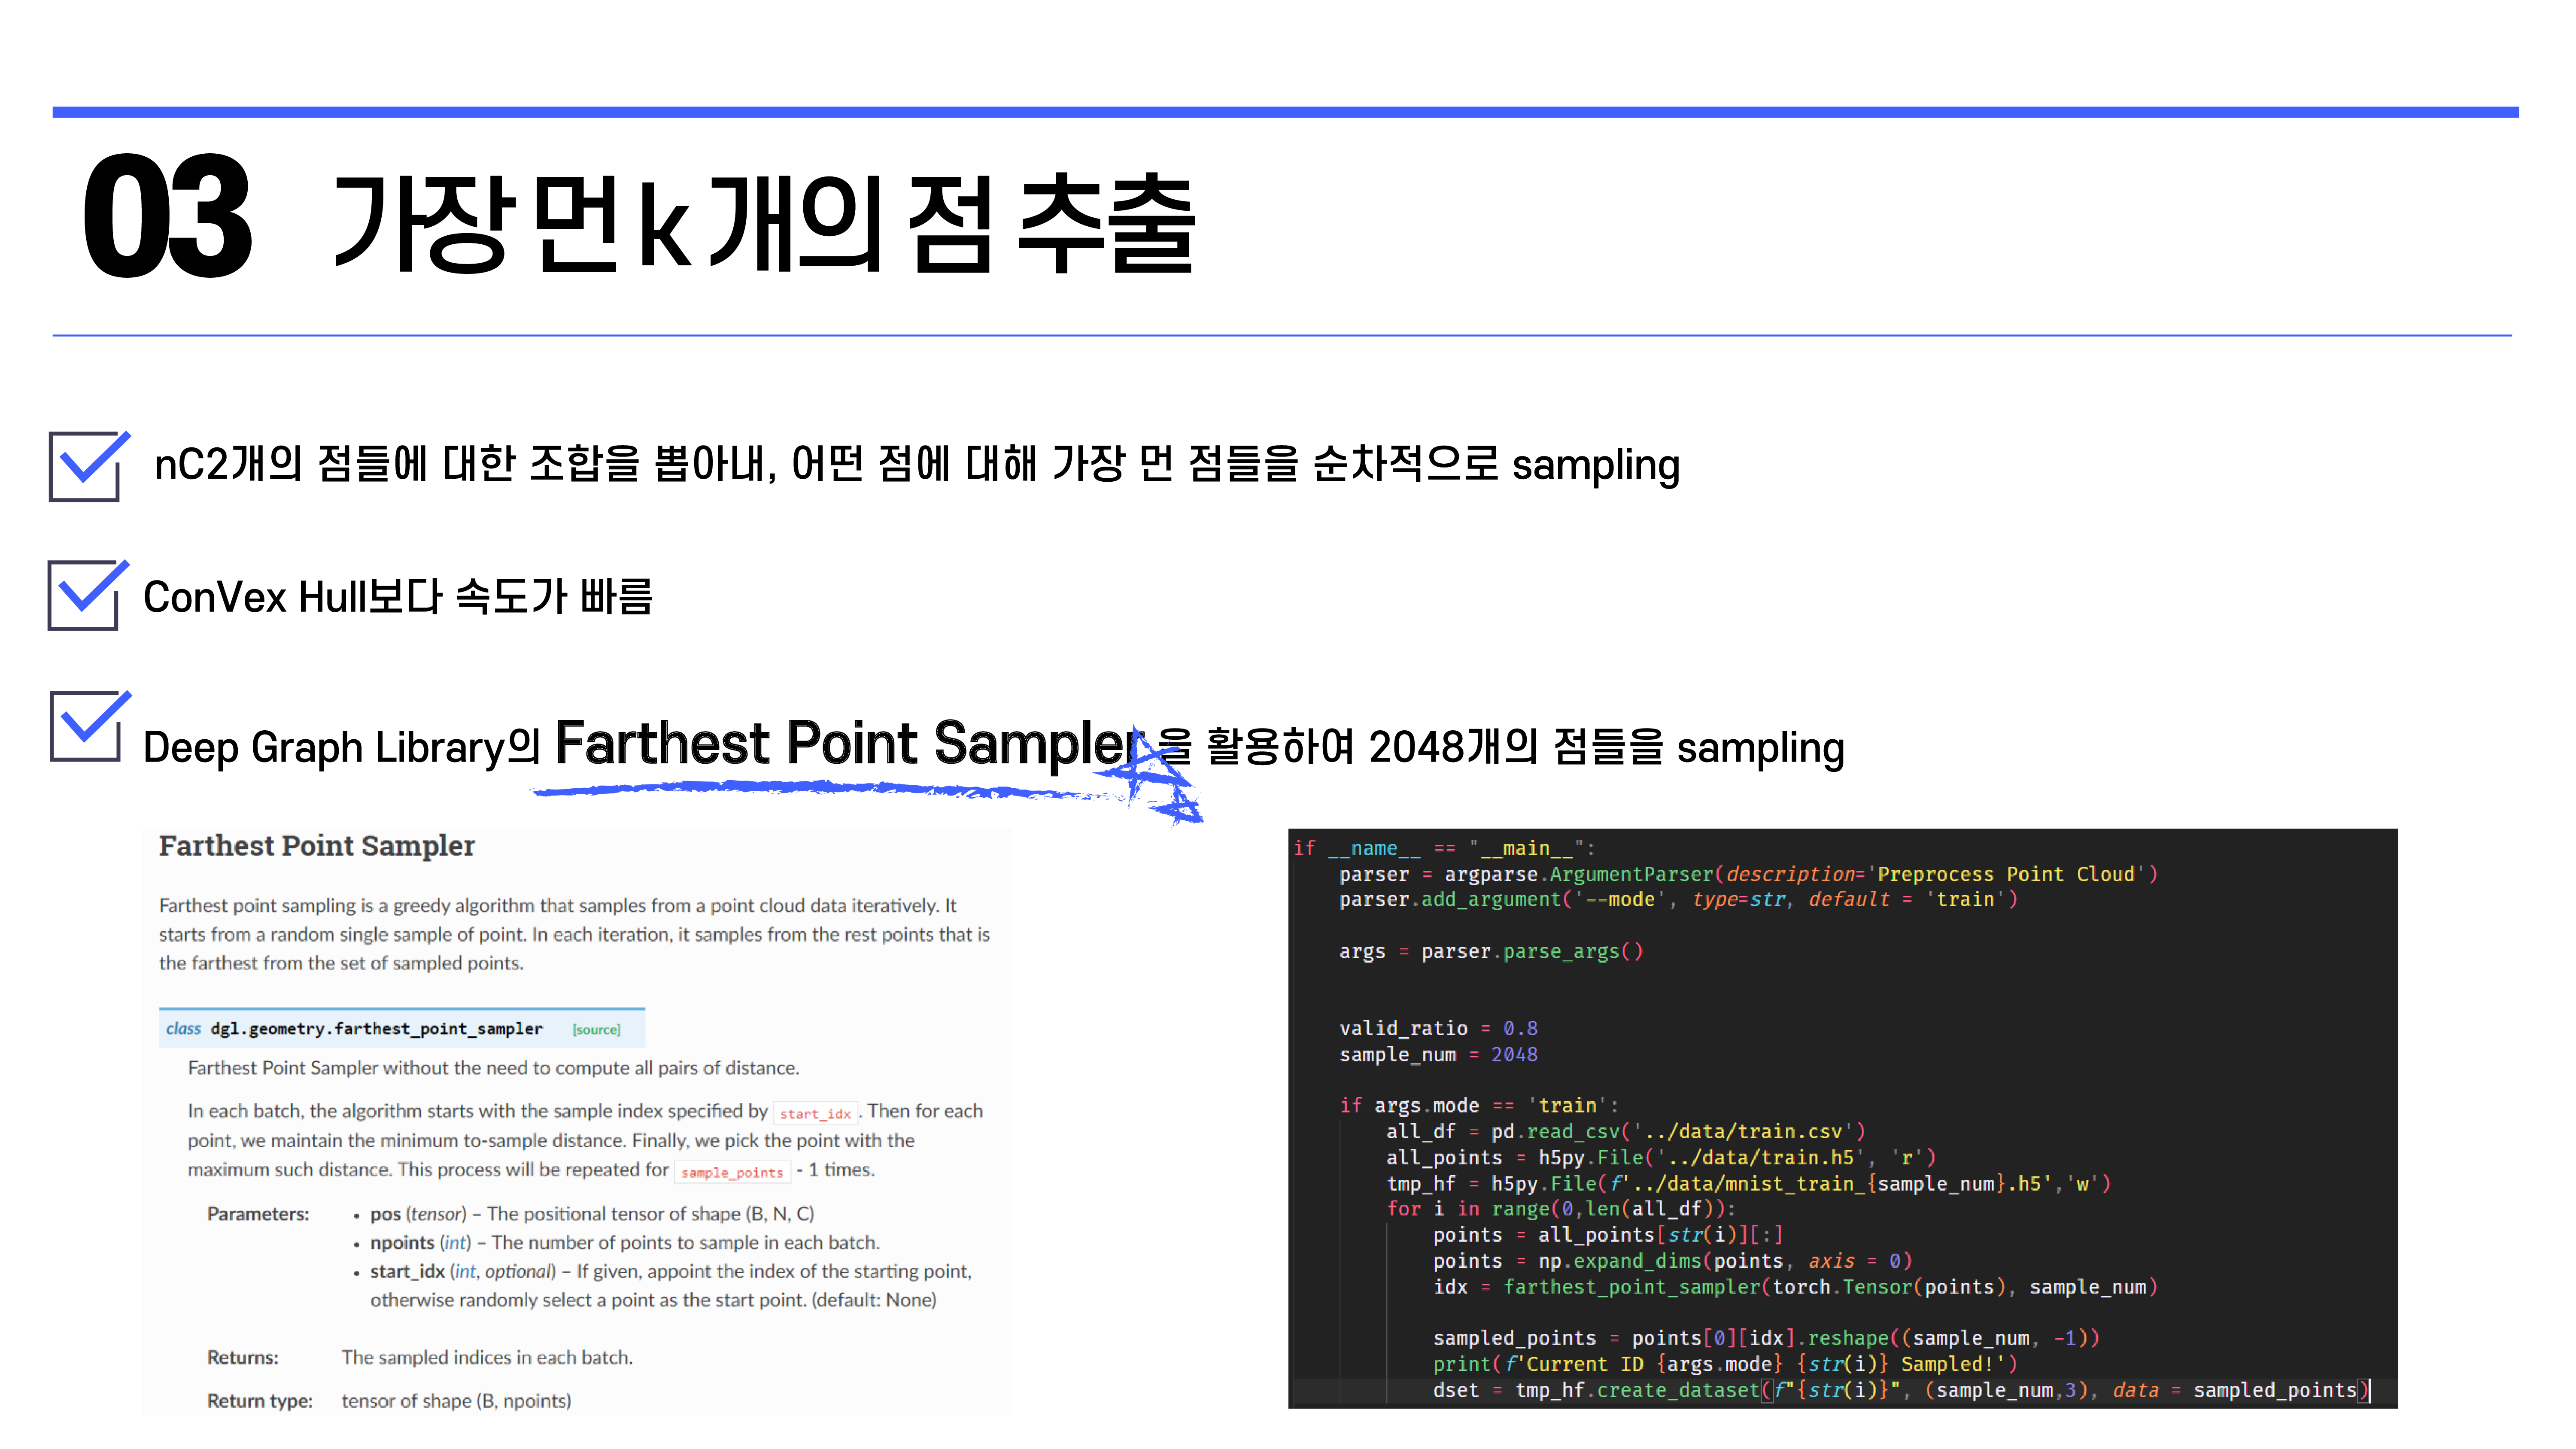 03 가장 먼 k 개의 점 추출
nC2개의 점들에 대한 조합을 뽑아내, 어떤 점에 대해 가장 먼 점들을 순차적으로 sampling
ConVex Hull보다 속도가 빠름
Deep Graph Library의 Farthest Point Sampler을 활용하여 2048개의 점들을 sampling
Farthest Point Sampler
Farthest point sampling is a greedy algorithm that samples from a point cloud data iteratively. It
starts from a random single sample of point. In each iteration, it samples from the rest points that is
the farthest from the set of sampled points.
class dgl.geometry.farthest_point_sampler [source]
Farthest Point Sampler without the need to compute all pairs of distance.
In each batch, the algorithm starts with the sample index specified by start_idx . Then for each
point, we maintain the minimum to-sample distance. Finally, we pick the point with the
maximum such distance. This process will be repeated for sample_points - 1 times.
Parameters: • pos (tensor) – The positional tensor of shape (B, N, C)
• npoints (int) – The number of points to sample in each batch.
• start_idx (int, optional) – If given, appoint the index of the starting point,
otherwise randomly select a point as the start point. (default: None)
Returns: The sampled indices in each batch.
Return type: tensor of shape (B, npoints)
if __name__ == "__main__":
parser = argparse.ArgumentParser(description='Preprocess Point Cloud')
parser.add_argument('--mode', type=str, default = 'train')
args = parser.parse_args()
valid_ratio = 0.8
sample_num = 2048
if args.mode == 'train':
all_df = pd.read_csv('../data/train.csv')
all_points = h5py.File('../data/train.h5', 'r')
tmp_hf = h5py.File(f'../data/mnist_train_{sample_num}.h5','w')
for i in range(0,len(all_df)):
points = all_points[str(i)][:]
points = np.expand_dims(points, axis = 0)
idx = farthest_point_sampler(torch.Tensor(points), sample_num)
sampled_points = points[0][idx].reshape((sample_num, -1))
print(f'Current ID {args.mode} {str(i)} Sampled!')
dset = tmp_hf.create_dataset(f"{str(i)}", (sample_num,3), data = sampled_points)